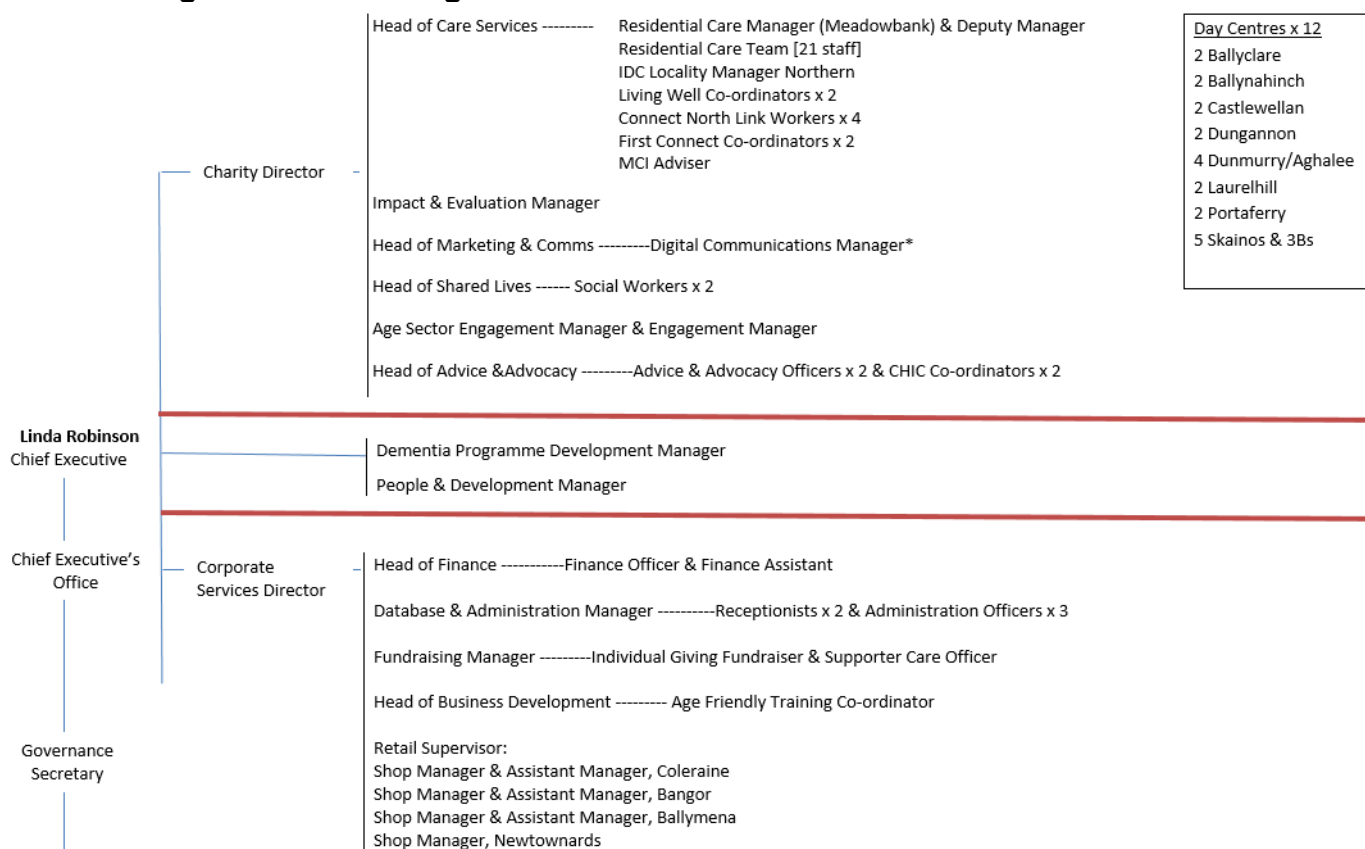 Head of Care Services --------- Residential Care Manager (Meadowbank) & Deputy Manager
Residential Care Team [21 staff]
IDC Locality Manager Northern
Living Well Co-ordinators x 2
Connect North Link Workers x 4
First Connect Co-ordinators x 2
MCI Adviser
Charity Director
Impact & Evaluation Manager
Head of Marketing & Comms ---------Digital Communications Manager*
Head of Shared Lives ------ Social Workers x 2
Age Sector Engagement Manager & Engagement Manager
Head of Advice &Advocacy ---------Advice & Advocacy Officers x 2 & CHIC Co-ordinators x 2
Day Centres x 12
2 Ballyclare
2 Ballynahinch
2 Castlewellan
2 Dungannon
4 Dunmurry/Aghalee
2 Laurelhill
2 Portaferry
5 Skainos & 3Bs
Linda Robinson
Chief Executive
Dementia Programme Development Manager
People & Development Manager
Chief Executive's
Office
Corporate
Services Director
Head of Finance -----------Finance Officer & Finance Assistant
Database & Administration Manager ----------Receptionists x 2 & Administration Officers x 3
Fundraising Manager ---------Individual Giving Fundraiser & Supporter Care Officer
Head of Business Development --------- Age Friendly Training Co-ordinator
Governance
Secretary
Retail Supervisor:
Shop Manager & Assistant Manager, Coleraine
Shop Manager & Assistant Manager, Bangor
Shop Manager & Assistant Manager, Ballymena
Shop Manager, Newtownards